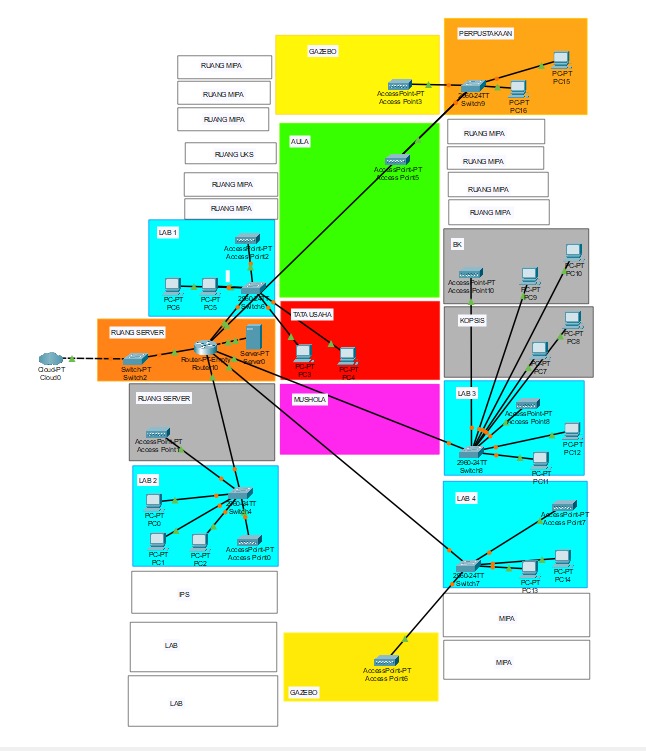 PERPUSTAKAAN
GAZEBO
RUANG MIPA
RUANG MIPA
RUANG MIPA
RUANG UKS
RUANG MIPA
RUANG MIPA
AccessPoint-PT
Access Point3
2960-24TT
Switch9
PC-PT
PC15
PC-PT
PC16
AULA
AccessPoint-PT
Access Point5
RUANG MIPA
RUANG MIPA
RUANG MIPA
RUANG MIPA
LAB 1
AccessPoint-PT
Access Point2
PC-PT
PC6
PC-PT
PC5
2960-24TT
Switch6
BK
AccessPoint-PT
Access Point10
PC-PT
PC9
PC-PT
PC10
KOPSIS
PC-PT
PC8
PC-PT
PC7
RUANG SERVER
Cloud-PT
Cloud0
Switch-PT
Switch2
Router-PT-Empty
Router10
Server-PT
Server0
TATA USAHA
PC-PT
PC3
PC-PT
PC4
MUSHOLA
RUANG SERVER
AccessPoint-PT
LAB 3
AccessPoint-PT
Access Point8
PC-PT
PC12
PC-PT
PC11
2960-24TT
Switch8
LAB 2
PC-PT
PC0
PC-PT
PC1
PC-PT
PC2
2960-24TT
Switch4
AccessPoint-PT
Access Point0
LAB 4
AccessPoint-PT
Access Point7
2960-24TT
Switch7
PC-PT
PC13
PC-PT
PC14
IPS
LAB
LAB
GAZEBO
AccessPoint-PT
Access Point6
MIPA
MIPA